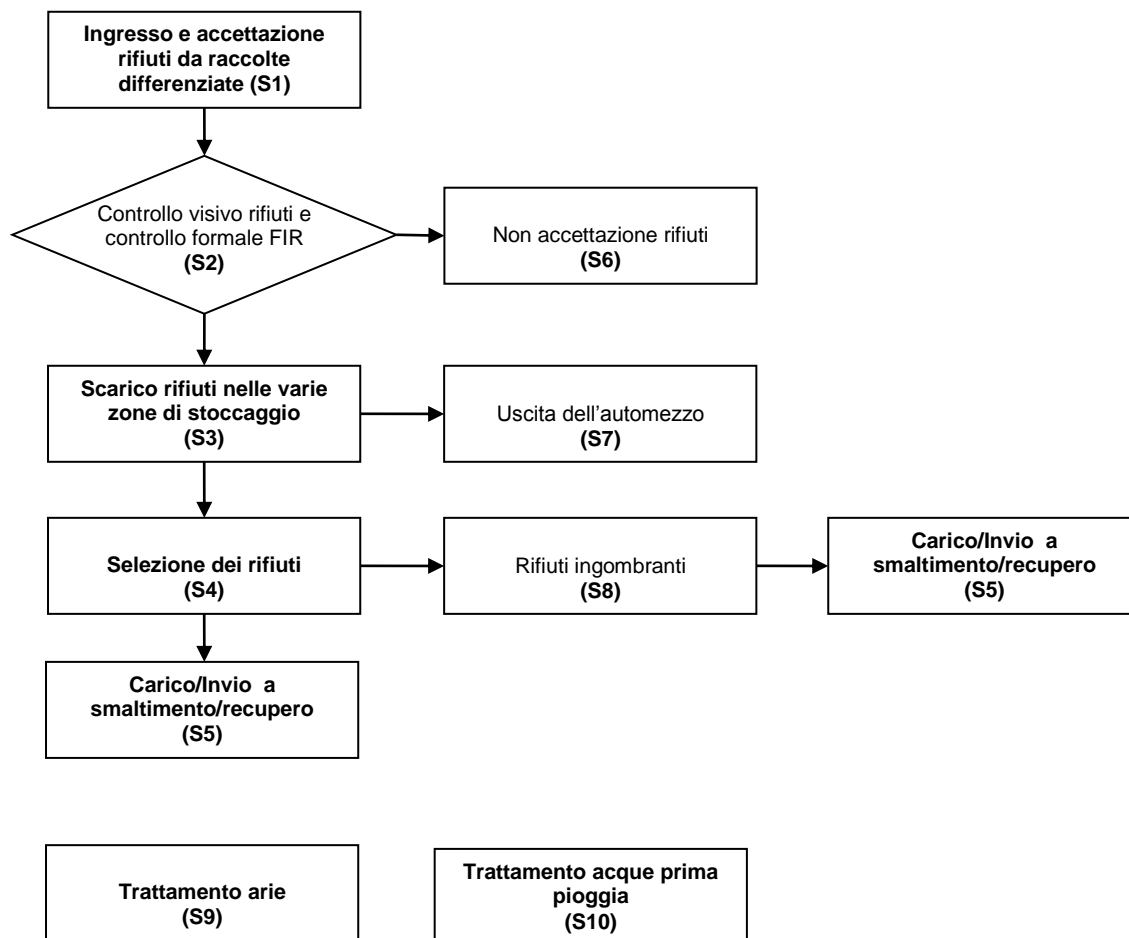 Ingresso e accettazione
rifiuti da raccolte
differenziate (S1)
Controllo visivo rifiuti e
controllo formale FIR
(S2)
Non accettazione rifiuti
(S6)
Scarico rifiuti nelle varie
zone di stoccaggio
(S3)
Uscita dell’automezzo
(S7)
Selezione dei rifiuti
(S4)
Rifiuti ingombranti
(S8)
Carico/Invio a
smaltimento/recupero
(S5)
Carico/Invio a
smaltimento/recupero
(S5)
Trattamento arie
(S9)
Trattamento acque prima
pioggia
(S10)